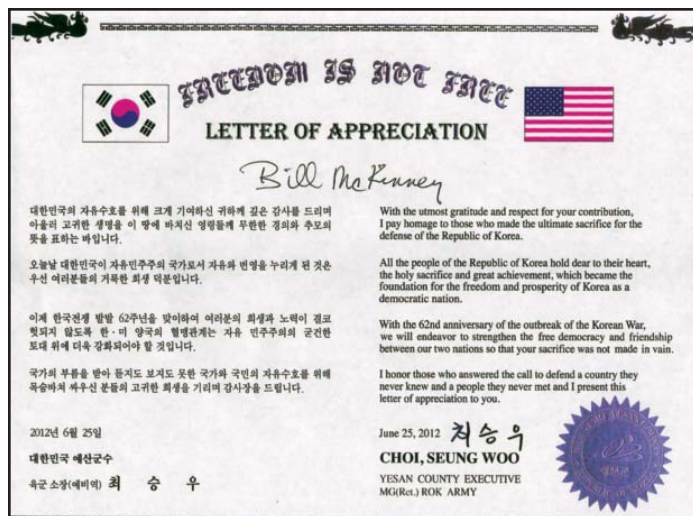 FREEDOM IS NOT FREE
LETTER OF APPRECIATION
Bill McKinney
대한민국의 자유수호를 위해 크게 기여하신 귀하께 깊은 감사를 드리며
아울러 고귀한 생명을 이 땅에 바치신 영령들께 무한한 경의와 추모의
뜻을 표하는 바입니다.
오늘날 대한민국이 자유민주주의 국가로서 자유와 번영을 누리게 된 것은
우선 여러분들의 거룩한 희생 덕분입니다.
이제 한국전쟁 발발 62주년을 맞이하여 여러분의 희생과 노력이 결코
헛되지 않도록 한·미 양국의 혈맹관계는 자유 민주주의의 굳건한
토대 위에 더욱 강화되어야 할 것입니다.
국가의 부름을 받아 듣지도 보지도 못한 국가와 국민의 자유수호를 위해
목숨바쳐 싸우신 분들의 고귀한 희생을 기리며 감사장을 드립니다.
2012년 6월 25일
대한민국 예산군수
육군 소장(예비역) 최 승 우
With the utmost gratitude and respect for your contribution,
I pay homage to those who made the ultimate sacrifice for the
defense of the Republic of Korea.
All the people of the Republic of Korea hold dear to their heart,
the holy sacrifice and great achievement, which became the
foundation for the freedom and prosperity of Korea as a
democratic nation.
With the 62nd anniversary of the outbreak of the Korean War,
we will endeavor to strengthen the free democracy and friendship
between our two nations so that your sacrifice was not made in vain.
I honor those who answered the call to defend a country they
never knew and a people they never met and I present this
letter of appreciation to you.
June 25, 2012 최승우
CHOI, SEUNG WOO
YESAN COUNTY EXECUTIVE
MG(Ret.) ROK ARMY